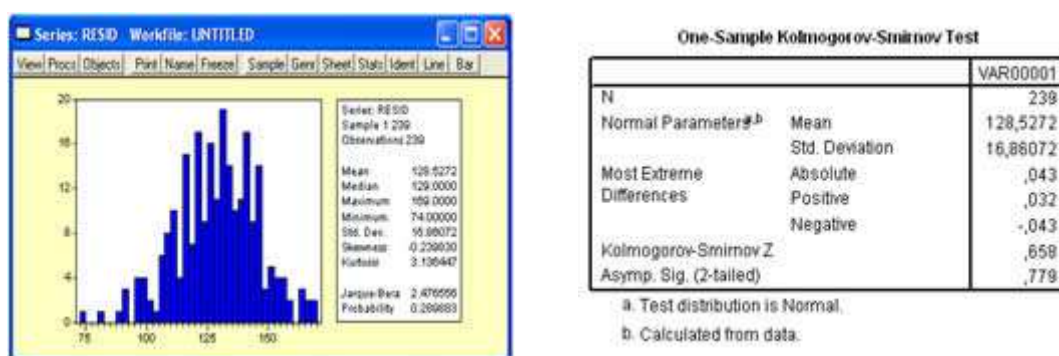 Series: RESID Workfile: UNTITLED
View Procs Objects Print Name Freeze Sample Genr Sheet Stats Ident Line Bar
20
16
12
8
4
0
75 100 125 150
Series: RESID
Sample 1 239
Observations 239
Mean 128.5272
Median 129.0000
Maximum 169.0000
Minimum 74.00000
Std. Dev. 16.86072
Skewness -0.239830
Kurtosis 3.136447
Jarque-Bera 2.476556
Probability 0.289883
One-Sample Kolmogorov-Smirnov Test
VAR00001
N 239
Normal Parameters a,b Mean 128,5272
Std. Deviation 16,86072
Most Extreme Absolute ,043
Differences Positive ,032
Negative -,043
Kolmogorov-Smirnov Z ,658
Asymp. Sig. (2-tailed) ,779
a. Test distribution is Normal.
b. Calculated from data.